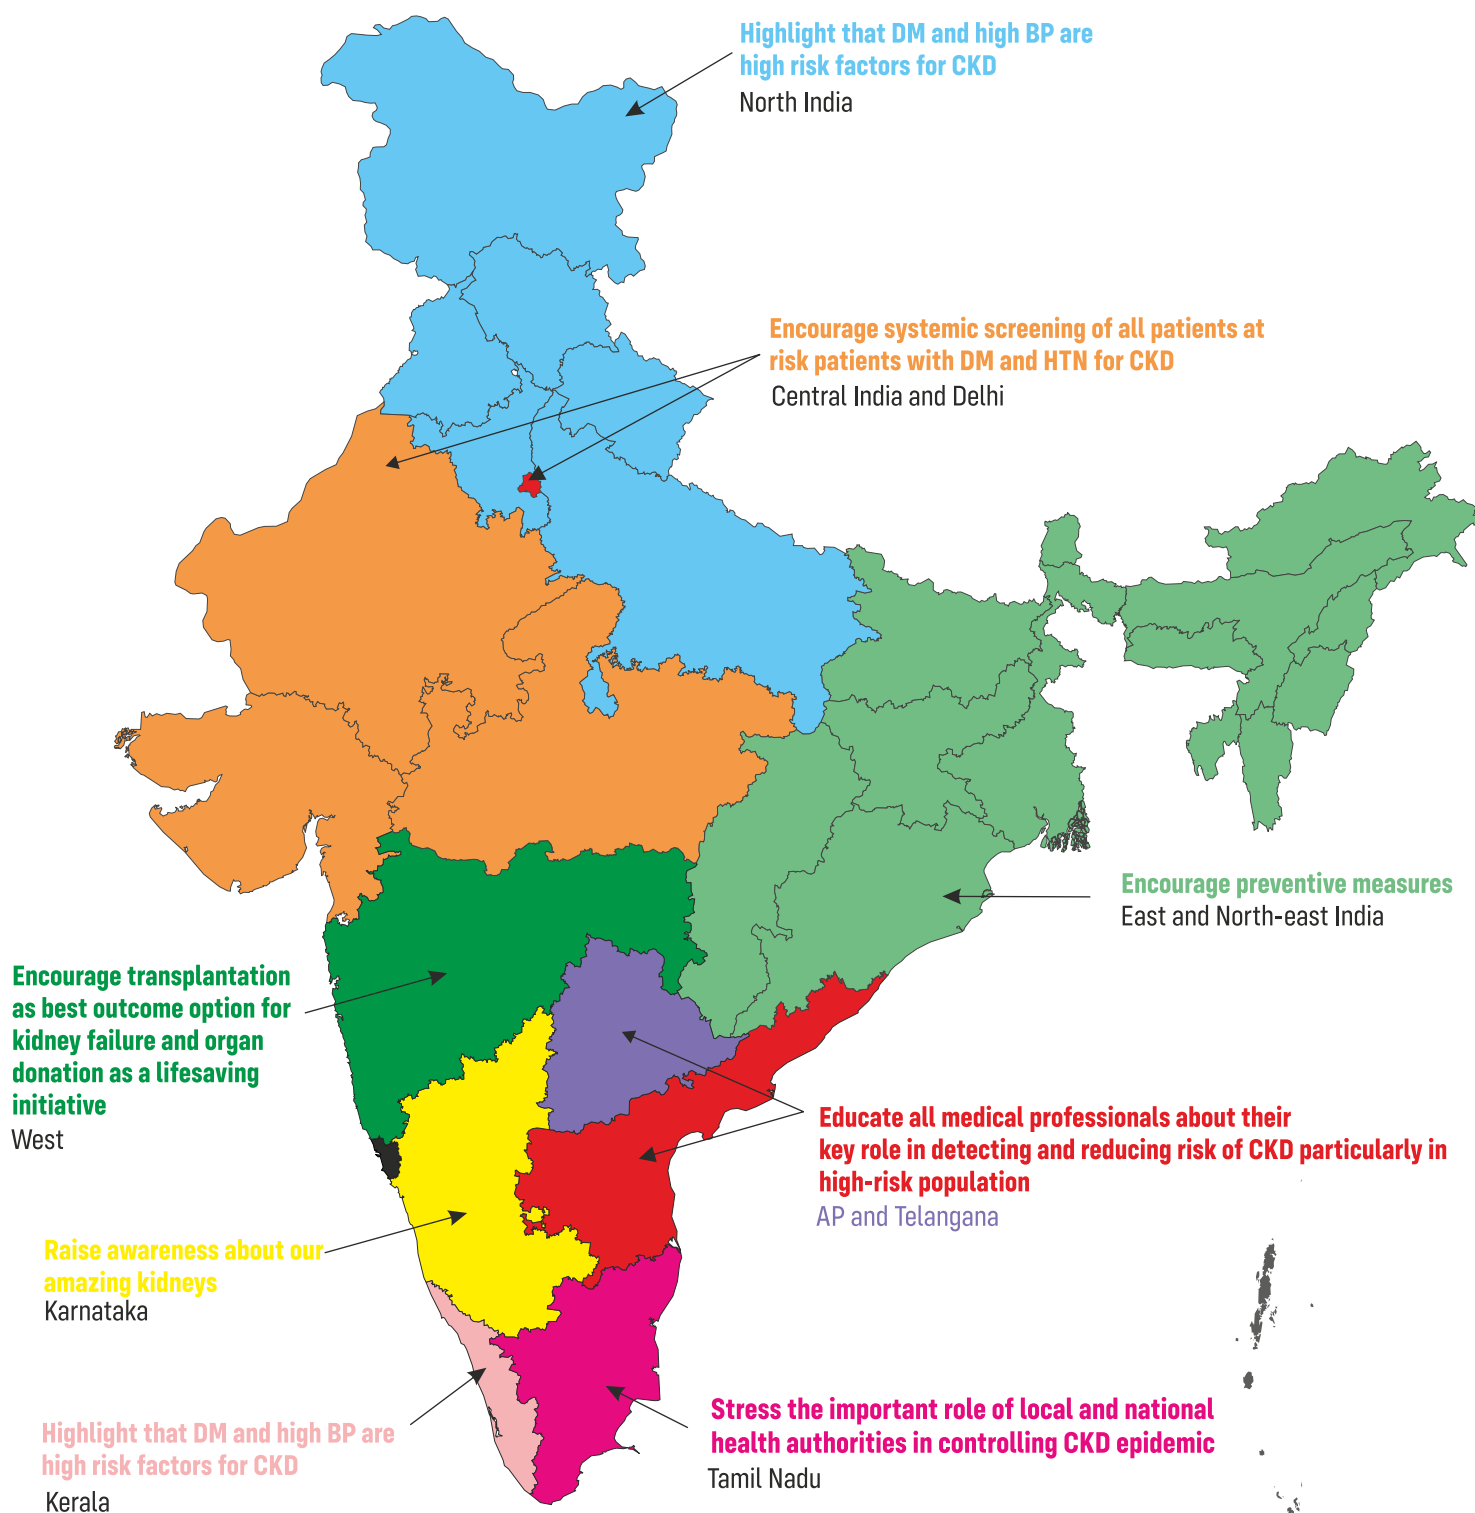 Highlight that DM and high BP are
high risk factors for CKD
North India
Encourage systemic screening of all patients at
risk patients with DM and HTN for CKD
Central India and Delhi
Encourage preventive measures
East and North-east India
Encourage transplantation
as best outcome option for
kidney failure and organ
donation as a lifesaving
initiative
West
Educate all medical professionals about their
key role in detecting and reducing risk of CKD particularly in
high-risk population
AP and Telangana
Raise awareness about our
amazing kidneys
Karnataka
Highlight that DM and high BP are
high risk factors for CKD
Kerala
Stress the important role of local and national
health authorities in controlling CKD epidemic
Tamil Nadu